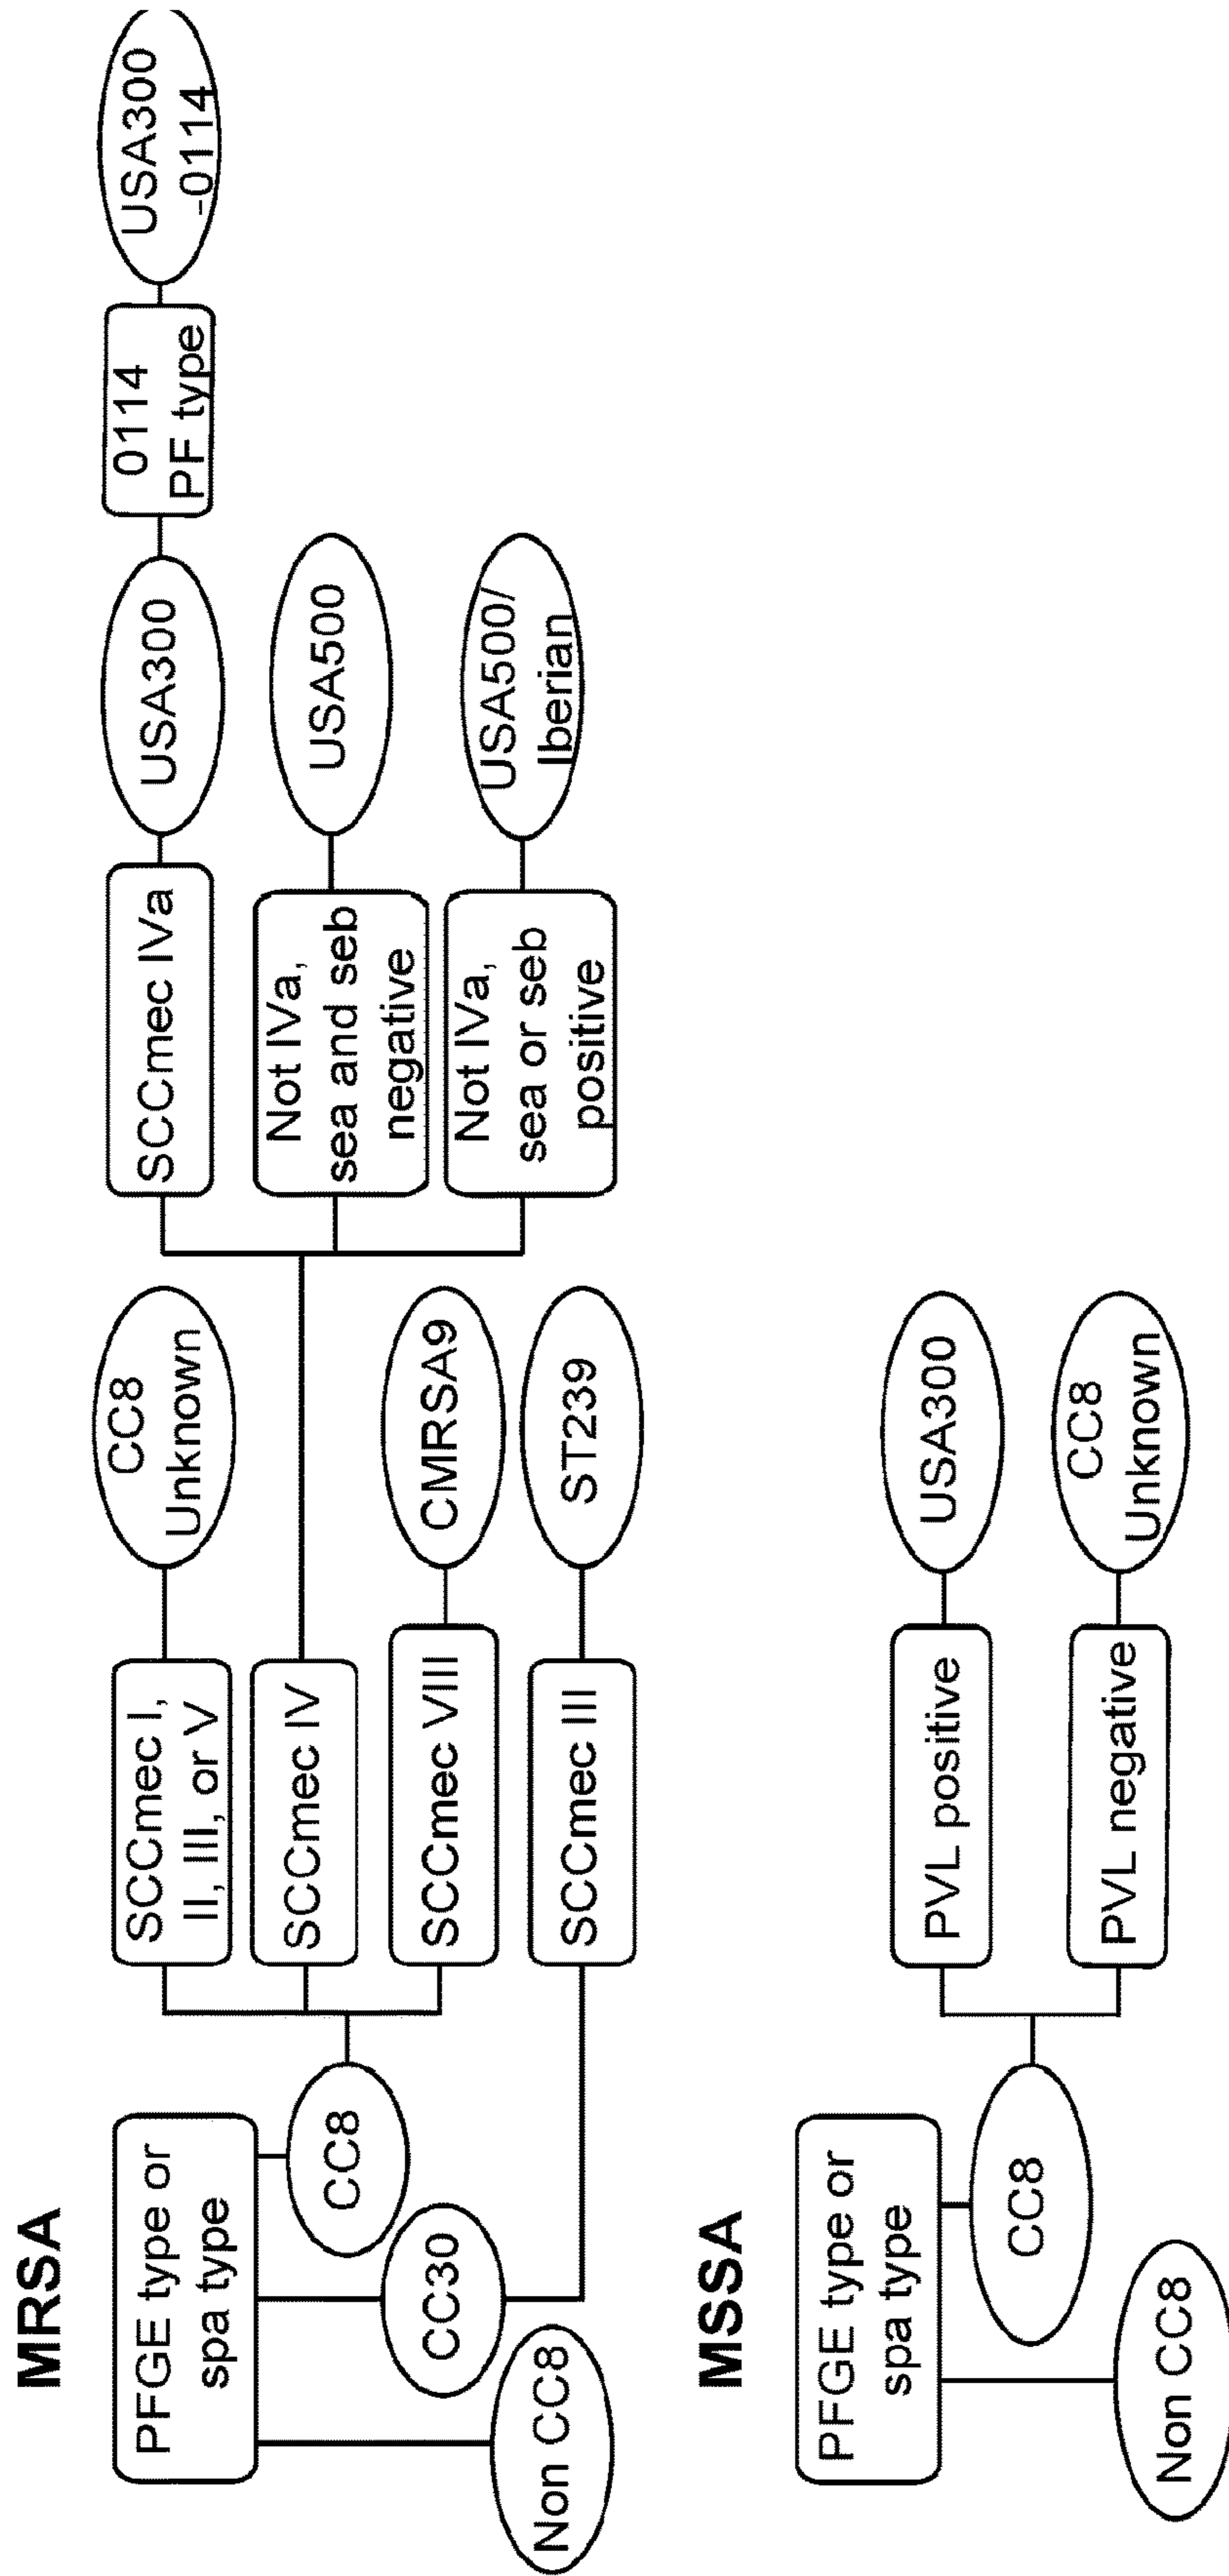 MRSA
PFGE type or
spa type
Non CC8
CC30
CC8
SCCmec I,
II, III, or V
SCCmec IV
SCCmec VIII
SCCmec III
CC8
Unknown
CMRSA9
ST239
SCCmec IVa
Not IVa,
sea and seb
negative
Not IVa,
sea or seb
positive
USA300
USA500
USA500/
Iberian
0114
PF type
USA300
-0114
MSSA
PFGE type or
spa type
Non CC8
CC8
PVL positive
PVL negative
USA300
CC8
Unknown